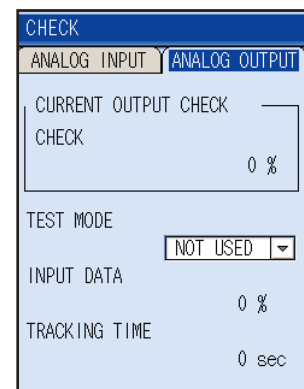 CHECK
ANALOG INPUT ANALOG OUTPUT
CURRENT OUTPUT CHECK
CHECK
0 %
TEST MODE
NOT USED
INPUT DATA
0 %
TRACKING TIME
0 sec